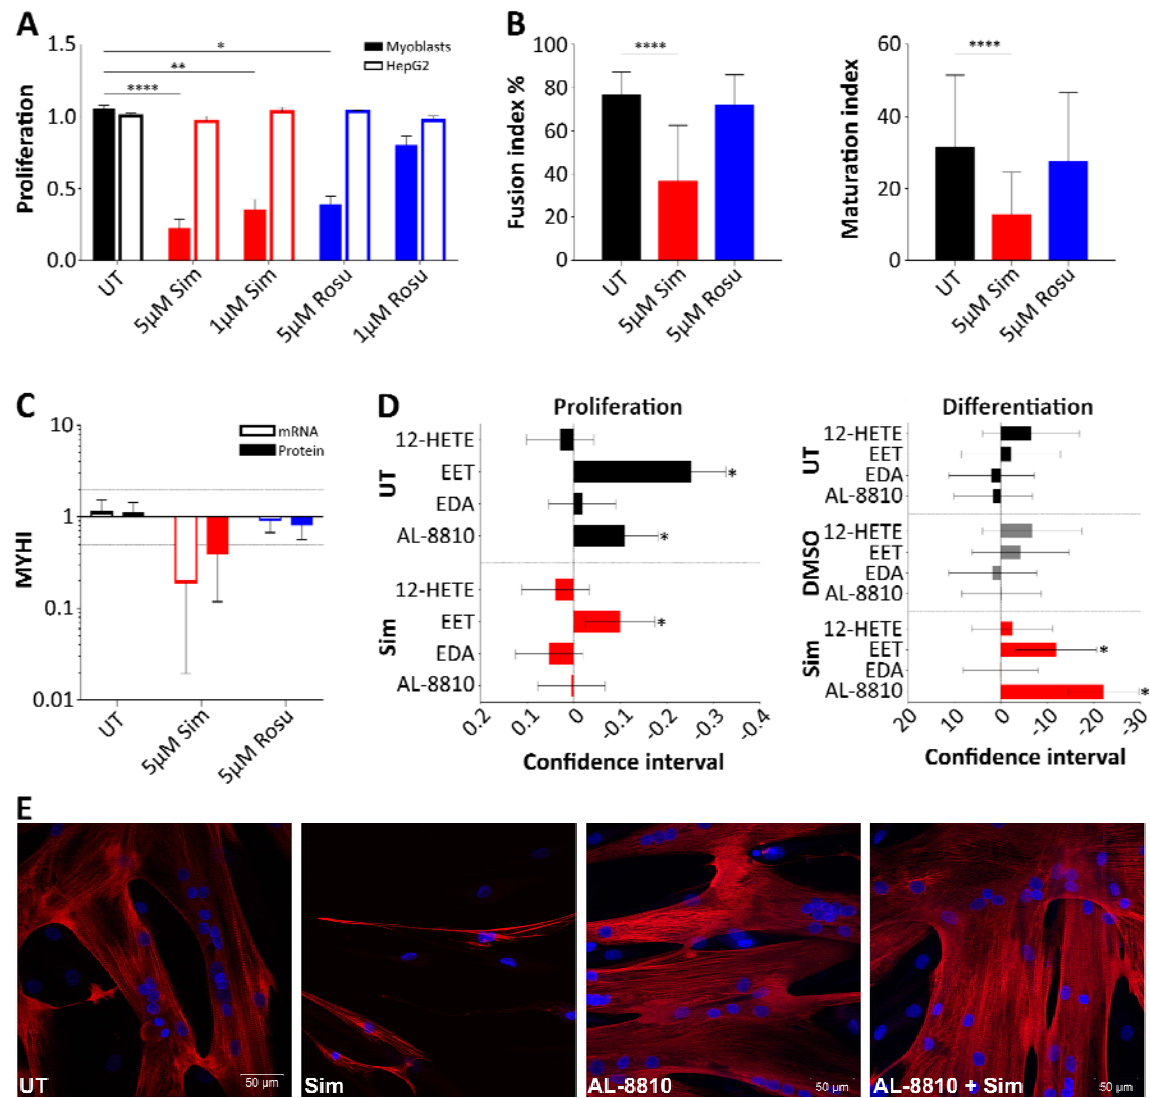 A
1.5
1.0
0.5
0.0
Proliferation
*
**
****
Myoblasts
HepG2
UT
5µM Sim
1µM Sim
5µM Rosu
1µM Rosu
B
100
80
60
40
20
0
Fusion index %
****
UT
5µM Sim
5µM Rosu
60
40
20
0
Maturation index
****
UT
5µM Sim
5µM Rosu
C
10
1
0.1
0.01
MYHI
mRNA
Protein
UT
5µM Sim
5µM Rosu
D
Proliferation
UT
12-HETE
EET *
EDA
AL-8810 *
Sim
12-HETE
EET *
EDA
AL-8810
0.2 0.1 0 -0.1 -0.2 -0.3 -0.4
Confidence interval
Differentiation
UT
12-HETE
EET
EDA
AL-8810
DMSO
12-HETE
EET
EDA
AL-8810
Sim
12-HETE
EET *
EDA
AL-8810 *
20 10 0 -10 -20 -30
Confidence interval
E
UT 50 µm
Sim
AL-8810 50 µm
AL-8810 + Sim 50 µm